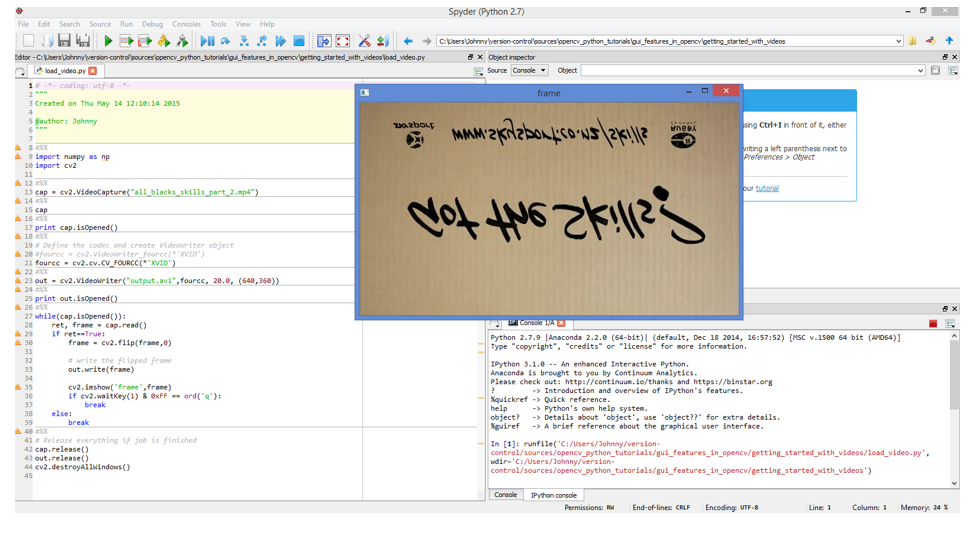 Spyder (Python 2.7)
File Edit Search Source Run Debug Consoles Tools View Help
C:\Users\Johnny\version-control\sources\opencv_python_tutorials\gui_features_in_opencv\getting_started_with_videos
Editor - C:\Users\Johnny\version-control\sources\opencv_python_tutorials\gui_features_in_opencv\getting_started_with_videos\load_video.py
load_video.py
1 # -*- coding: utf-8 -*-
2 """
3 Created on Thu May 14 12:10:14 2015
4
5 @author: Johnny
6 """
7
8 #%%
9 import numpy as np
10 import cv2
11
12 #%%
13 cap = cv2.VideoCapture("all_blacks_skills_part_2.mp4")
14 #%%
15 cap
16 #%%
17 print cap.isOpened()
18 #%%
19 # Define the codec and create VideoWriter object
20 #fourcc = cv2.VideoWriter_fourcc(*'XVID')
21 fourcc = cv2.cv.CV_FOURCC(*'XVID')
22 #%%
23 out = cv2.VideoWriter("output.avi",fourcc, 20.0, (640,360))
24 #%%
25 print out.isOpened()
26 #%%
27 while(cap.isOpened()):
28 ret, frame = cap.read()
29 if ret==True:
30 frame = cv2.flip(frame,0)
31
32 # write the flipped frame
33 out.write(frame)
34
35 cv2.imshow('frame',frame)
36 if cv2.waitKey(1) & 0xFF == ord('q'):
37 break
38 else:
39 break
40 #%%
41 # Release everything if job is finished
42 cap.release()
43 out.release()
44 cv2.destroyAllWindows()
45
frame
skysport www.skysport.co.nz/skills RUGBY CHANNEL
Got the Skills?
Object inspector
Source Console Object
ssing Ctrl+I in front of it, either
writing a left parenthesis next to
Preferences > Object
our tutorial
Console 1/A
Python 2.7.9 |Anaconda 2.2.0 (64-bit)| (default, Dec 18 2014, 16:57:52) [MSC v.1500 64 bit (AMD64)]
Type "copyright", "credits" or "license" for more information.
IPython 3.1.0 -- An enhanced Interactive Python.
Anaconda is brought to you by Continuum Analytics.
Please check out: http://continuum.io/thanks and https://binstar.org
? -> Introduction and overview of IPython's features.
%quickref -> Quick reference.
help -> Python's own help system.
object? -> Details about 'object', use 'object??' for extra details.
%guiref -> A brief reference about the graphical user interface.
In [1]: runfile('C:/Users/Johnny/version-
control/sources/opencv_python_tutorials/gui_features_in_opencv/getting_started_with_videos/load_video.py',
wdir='C:/Users/Johnny/version-
control/sources/opencv_python_tutorials/gui_features_in_opencv/getting_started_with_videos')
Console IPython console
Permissions: RW End-of-lines: CRLF Encoding: UTF-8 Line: 1 Column: 1 Memory: 24 %